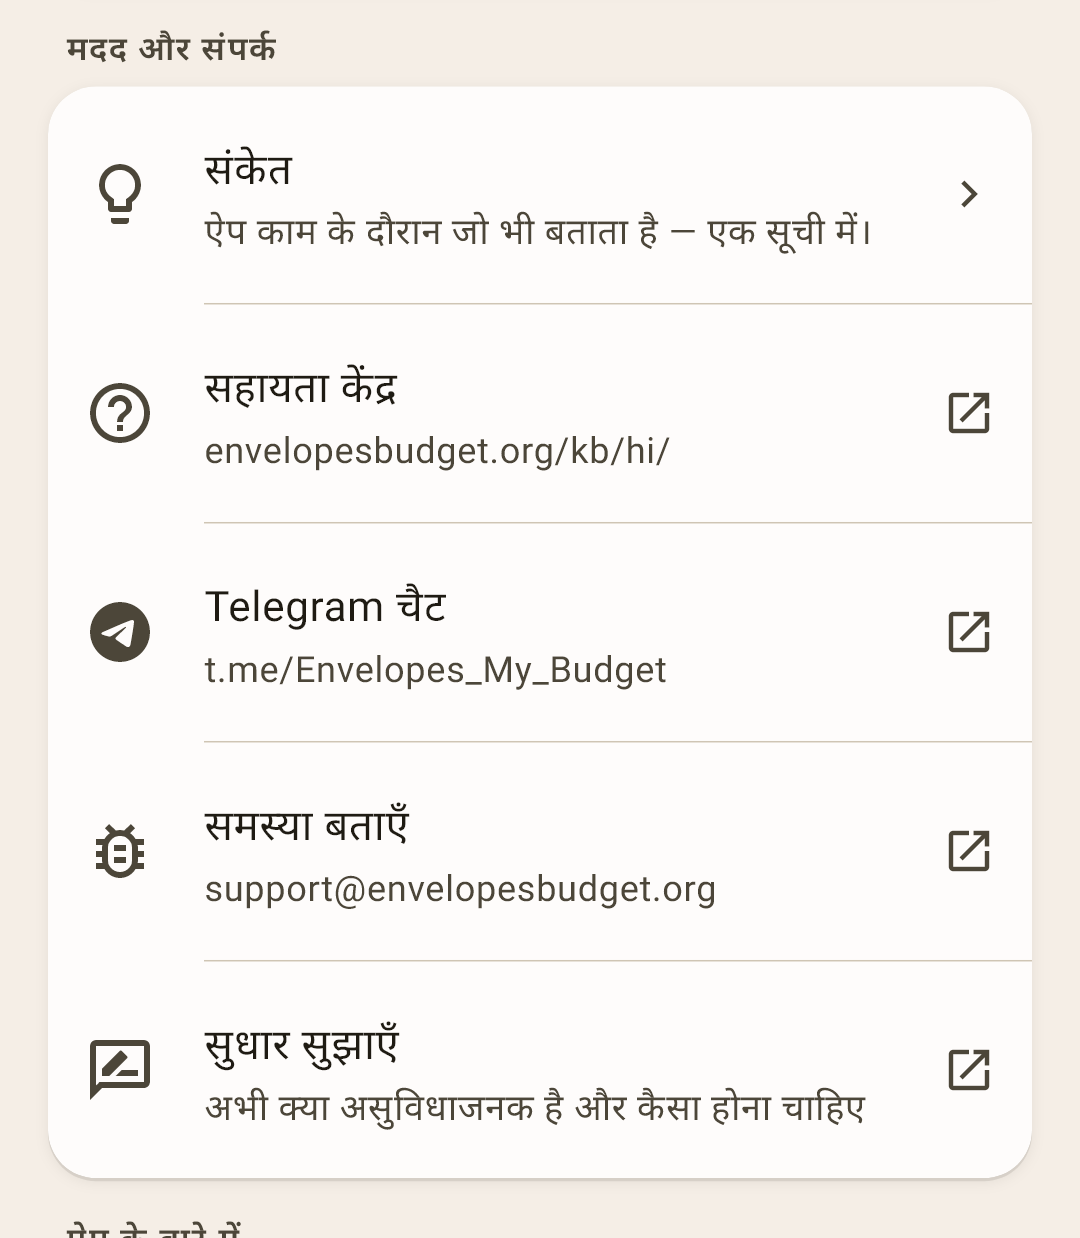 मदद और संपर्क
संकेत
ऐप काम के दौरान जो भी बताता है — एक सूची में।
सहायता केंद्र
envelopesbudget.org/kb/hi/
Telegram चैट
t.me/Envelopes_My_Budget
समस्या बताएँ
support@envelopesbudget.org
सुधार सुझाएँ
अभी क्या असुविधाजनक है और कैसा होना चाहिए